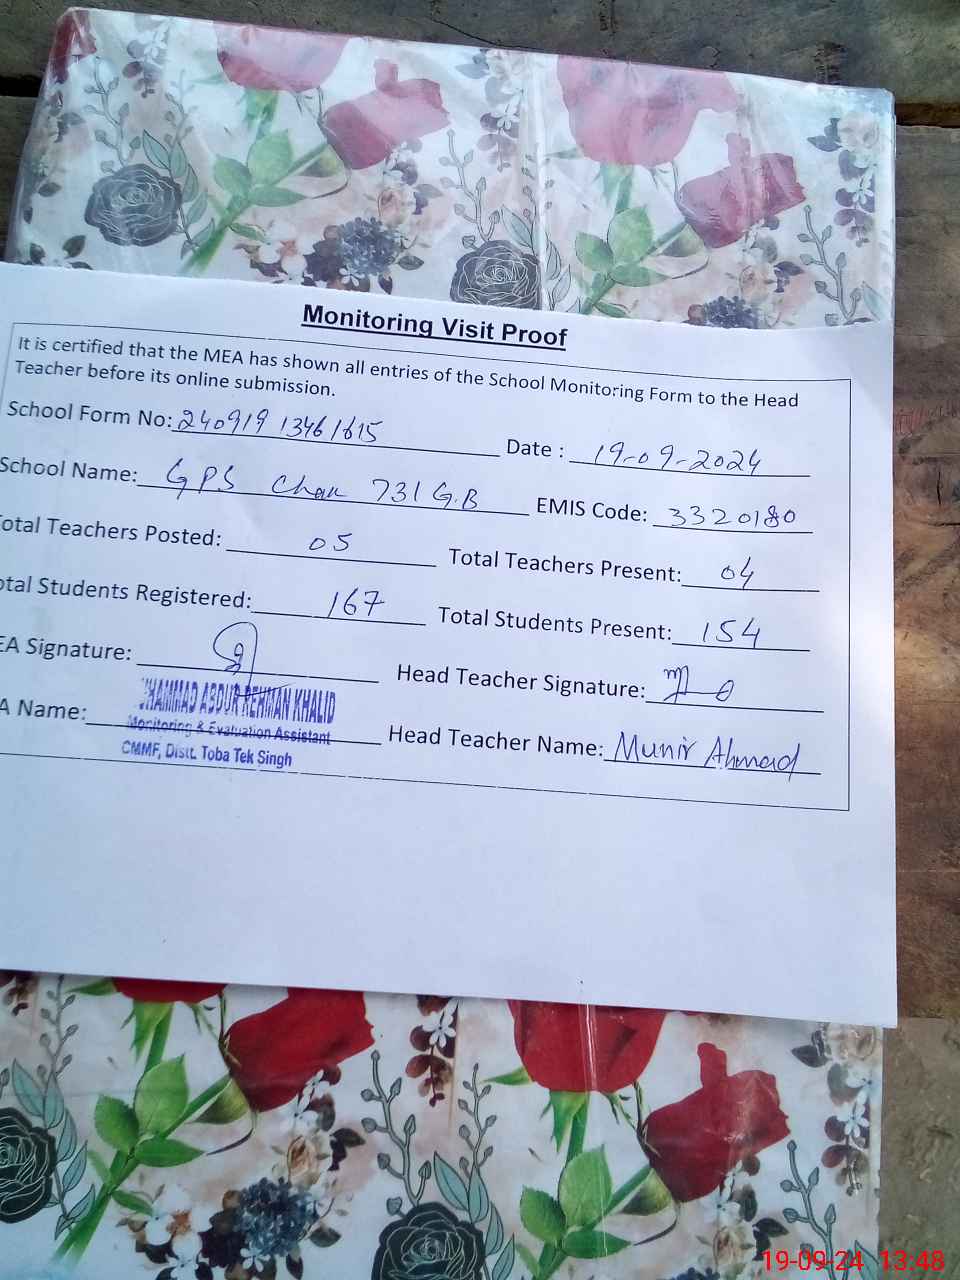 Monitoring Visit Proof
It is certified that the MEA has shown all entries of the School Monitoring Form to the Head
Teacher before its online submission.
School Form No: 240919 13461615 Date : 19-09-2024
School Name: GPS Chak 731 G.B EMIS Code: 3320180
otal Teachers Posted: 05 Total Teachers Present: 04
otal Students Registered: 167 Total Students Present: 154
EA Signature: Head Teacher Signature:
HAMMAD ABDUR REHMAN KHALID
A Name: Monitoring & Evaluation Assistant Head Teacher Name: Munir Ahmad
CMMF, Distt. Toba Tek Singh
19-09-24 13:48